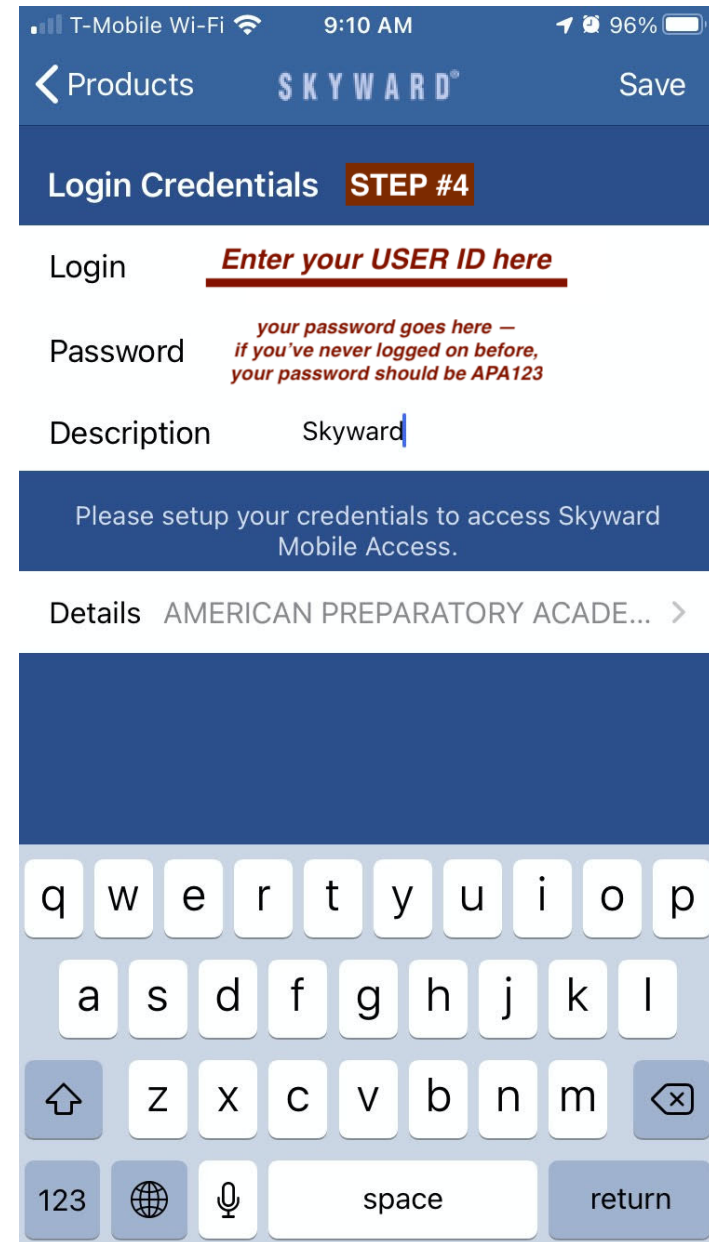 T-Mobile Wi-Fi 9:10 AM 96%
Products SKYWARD® Save
Login Credentials STEP #4
Login Enter your USER ID here
Password your password goes here —
if you've never logged on before,
your password should be APA123
Description Skyward
Please setup your credentials to access Skyward
Mobile Access.
Details AMERICAN PREPARATORY ACADE...
q w e r t y u i o p
a s d f g h j k l
z x c v b n m
123 space return